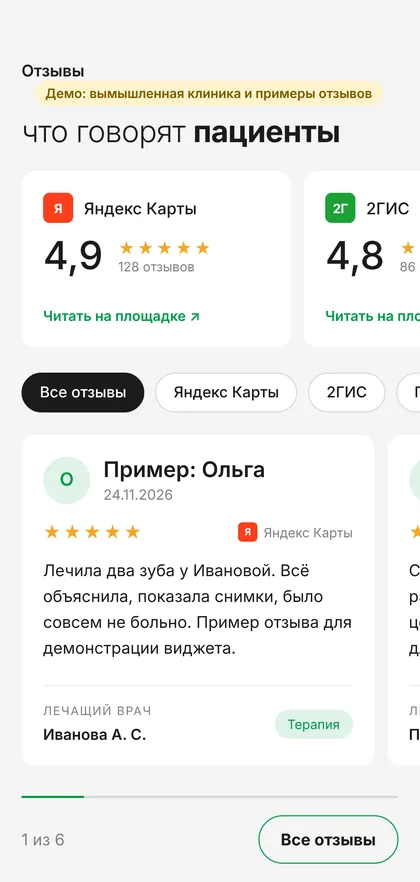 Отзывы
Демо: вымышленная клиника и примеры отзывов
что говорят пациенты
Я Яндекс Карты
4,9
128 отзывов
Читать на площадке ↗
2Г 2ГИС
4,8
86
Читать на
Все отзывы Яндекс Карты 2ГИС
О Пример: Ольга
24.11.2026
Я Яндекс Карты
Лечила два зуба у Ивановой. Всё
объяснила, показала снимки, было
совсем не больно. Пример отзыва для
демонстрации виджета.
ЛЕЧАЩИЙ ВРАЧ
Иванова А. С.
Терапия
1 из 6
Все отзывы